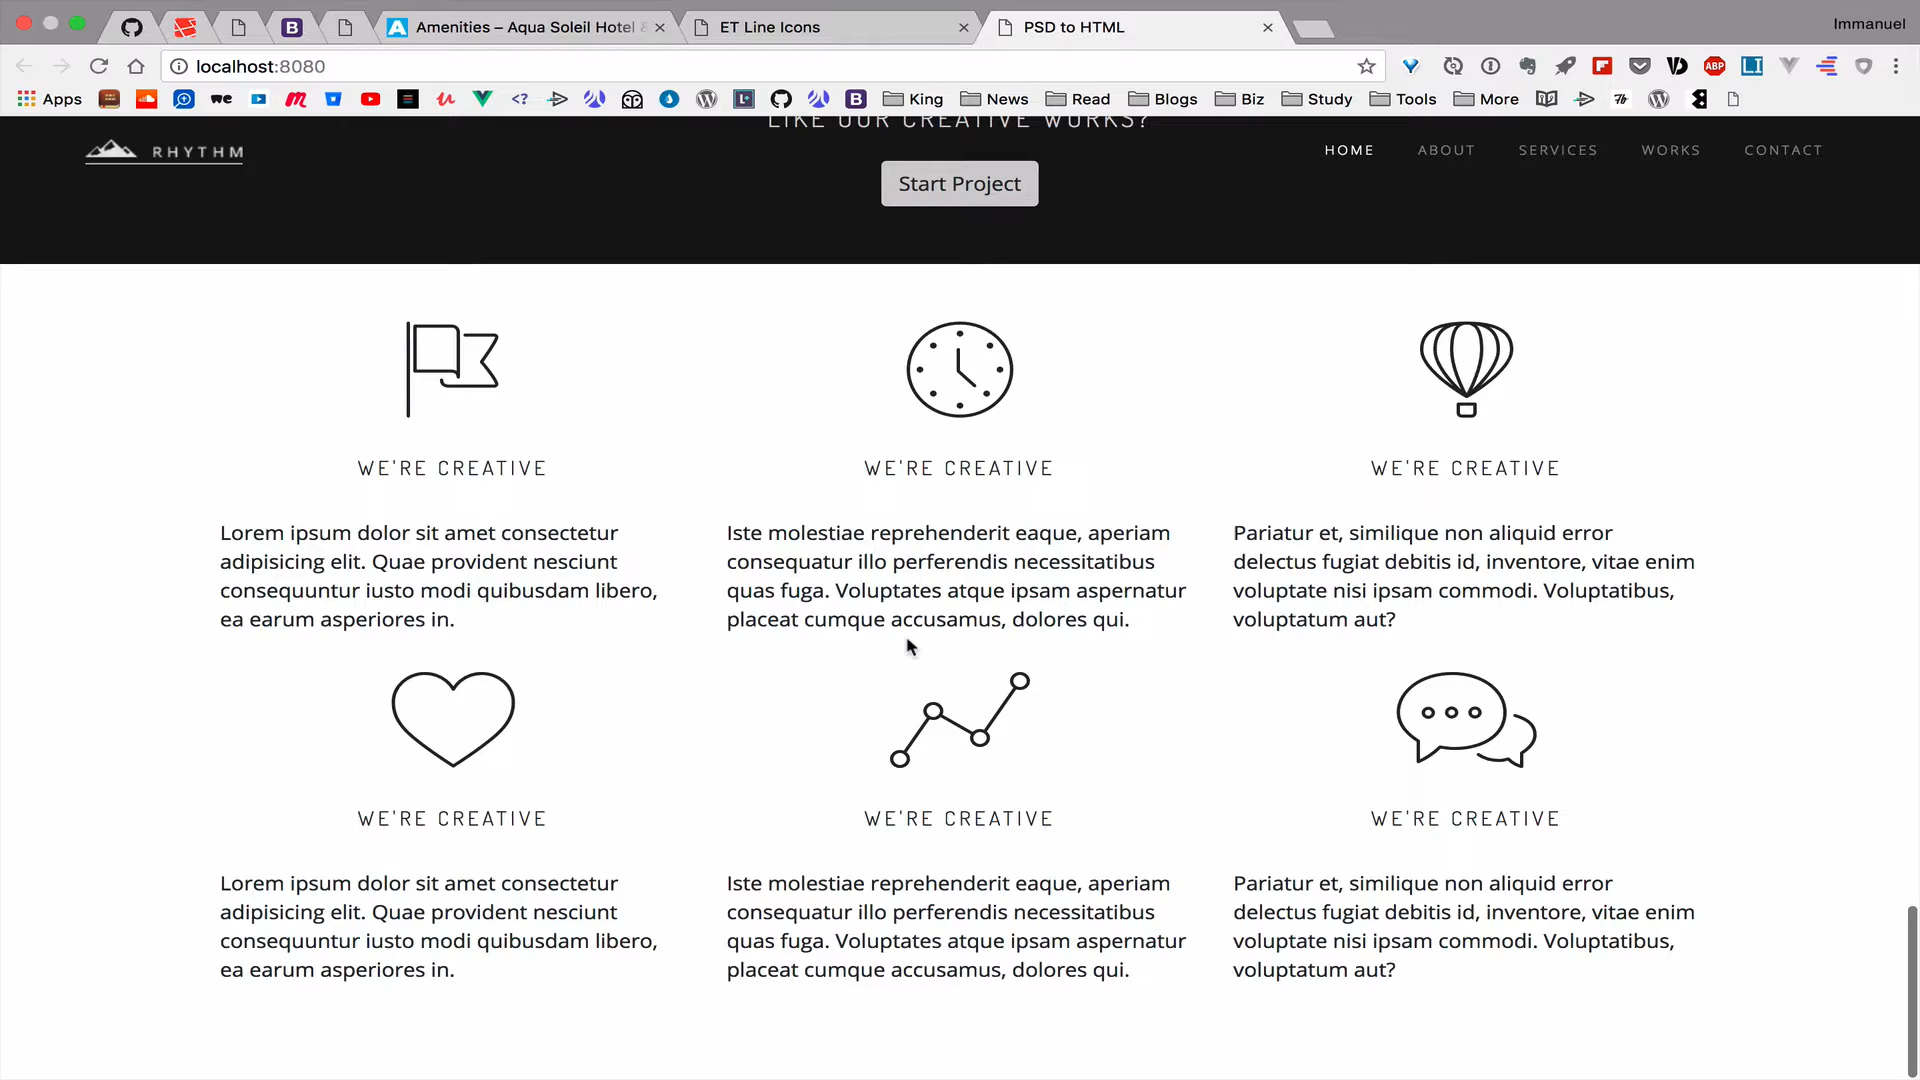 Immanuel
Amenities – Aqua Soleil Hotel &
ET Line Icons
PSD to HTML
localhost:8080
Apps
King
News
Read
Blogs
Biz
Study
Tools
More
LIKE OUR CREATIVE WORKS?
RHYTHM
HOME ABOUT SERVICES WORKS CONTACT
Start Project
WE'RE CREATIVE
Lorem ipsum dolor sit amet consectetur
adipisicing elit. Quae provident nesciunt
consequuntur iusto modi quibusdam libero,
ea earum asperiores in.
WE'RE CREATIVE
Iste molestiae reprehenderit eaque, aperiam
consequatur illo perferendis necessitatibus
quas fuga. Voluptates atque ipsam aspernatur
placeat cumque accusamus, dolores qui.
WE'RE CREATIVE
Pariatur et, similique non aliquid error
delectus fugiat debitis id, inventore, vitae enim
voluptate nisi ipsam commodi. Voluptatibus,
voluptatum aut?
WE'RE CREATIVE
Lorem ipsum dolor sit amet consectetur
adipisicing elit. Quae provident nesciunt
consequuntur iusto modi quibusdam libero,
ea earum asperiores in.
WE'RE CREATIVE
Iste molestiae reprehenderit eaque, aperiam
consequatur illo perferendis necessitatibus
quas fuga. Voluptates atque ipsam aspernatur
placeat cumque accusamus, dolores qui.
WE'RE CREATIVE
Pariatur et, similique non aliquid error
delectus fugiat debitis id, inventore, vitae enim
voluptate nisi ipsam commodi. Voluptatibus,
voluptatum aut?